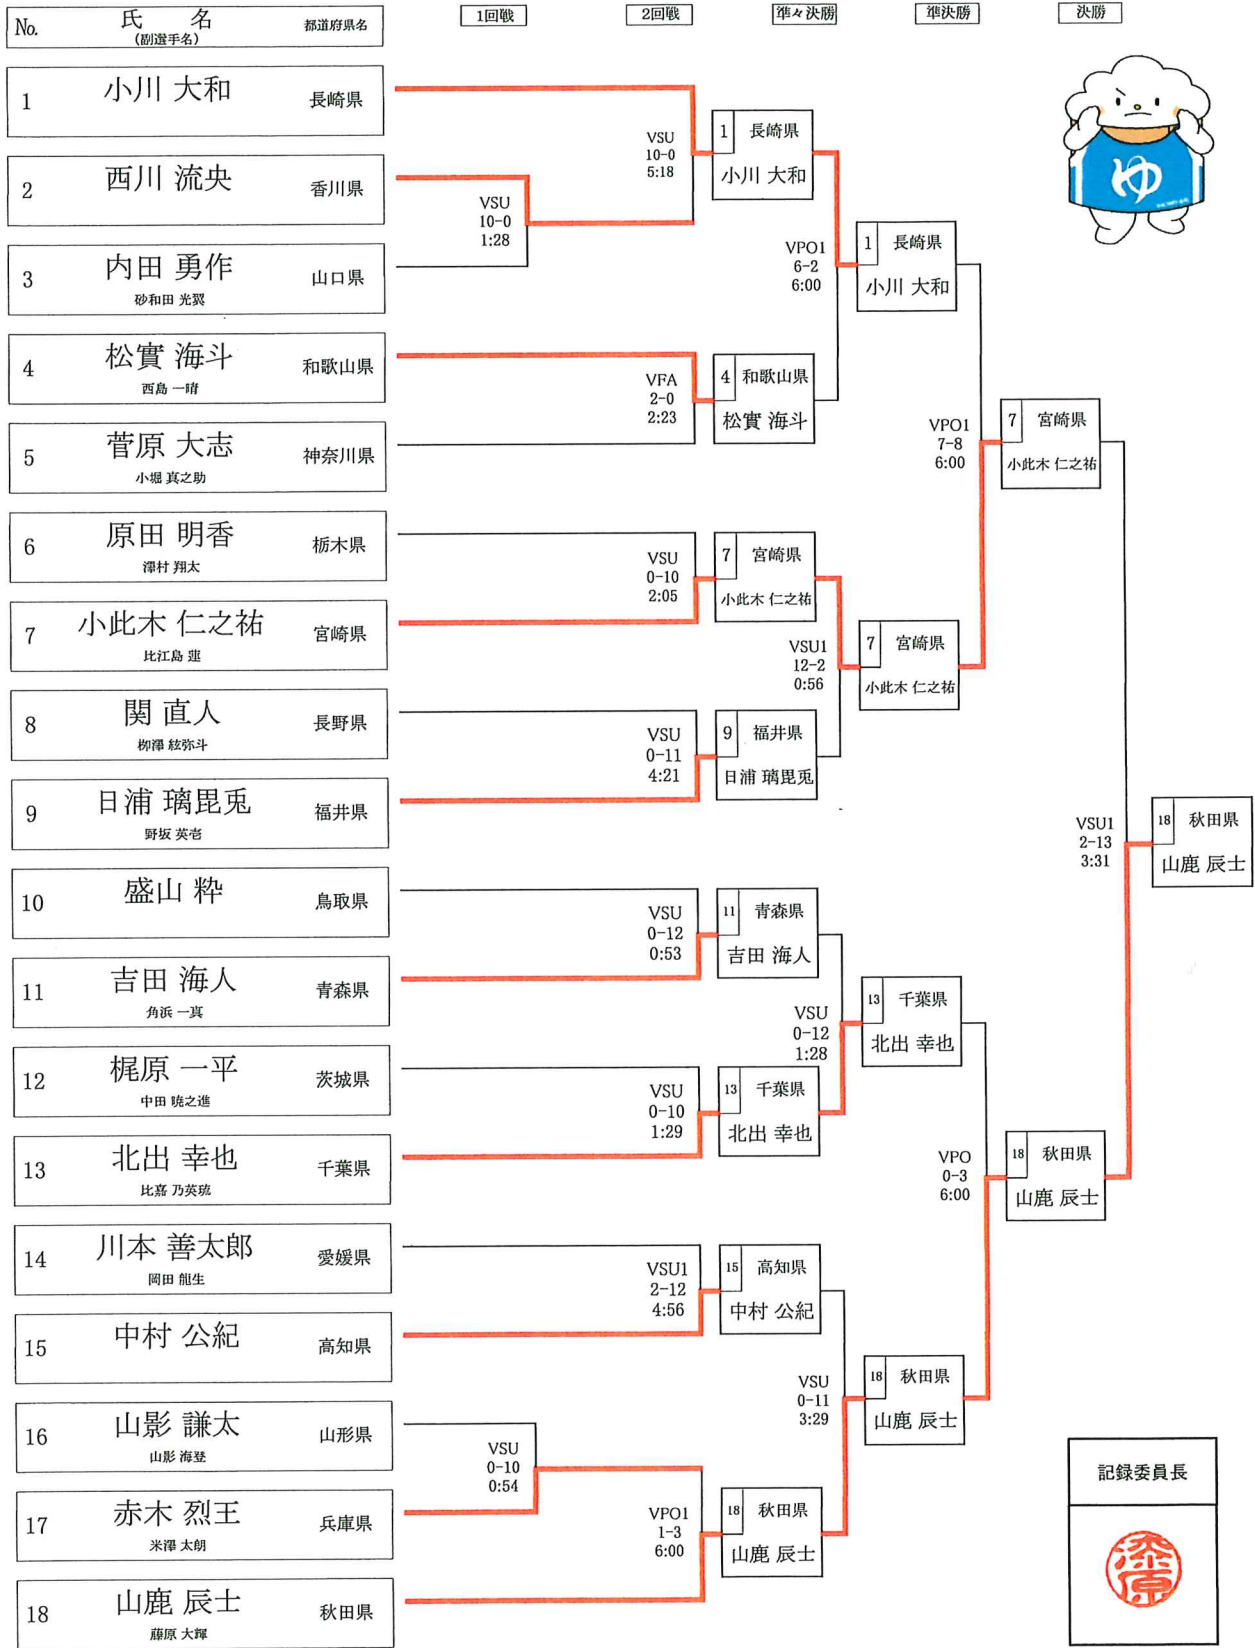 No. 氏 名 都道府県名
(副選手名)
1回戦 2回戦 準々決勝 準決勝 決勝
1 小川 大和 長崎県
2 西川 流央 香川県
3 内田 勇作 山口県
砂和田 光翼
4 松實 海斗 和歌山県
西島 一晴
5 菅原 大志 神奈川県
小堀 真之助
6 原田 明香 栃木県
澤村 翔太
7 小此木 仁之祐 宮崎県
比江島 蓮
8 関 直人 長野県
柳澤 絃弥斗
9 日浦 璃毘兎 福井県
野坂 英壱
10 盛山 粋 鳥取県
11 吉田 海人 青森県
角浜 一真
12 梶原 一平 茨城県
中田 暁之進
13 北出 幸也 千葉県
比嘉 乃英琉
14 川本 善太郎 愛媛県
岡田 龍生
15 中村 公紀 高知県
16 山影 謙太 山形県
山影 海登
17 赤木 烈王 兵庫県
米澤 太朗
18 山鹿 辰士 秋田県
藤原 大輝
VSU
10-0
1:28
VSU
0-10
0:54
VSU
10-0
5:18
VFA
2-0
2:23
VSU
0-10
2:05
VSU
0-11
4:21
VSU
0-12
0:53
VSU
0-10
1:29
VSU1
2-12
4:56
VPO1
1-3
6:00
1 長崎県
小川 大和
4 和歌山県
松實 海斗
7 宮崎県
小此木 仁之祐
9 福井県
日浦 璃毘兎
11 青森県
吉田 海人
13 千葉県
北出 幸也
15 高知県
中村 公紀
18 秋田県
山鹿 辰士
VPO1
6-2
6:00
VSU1
12-2
0:56
VSU
0-12
1:28
VSU
0-11
3:29
1 長崎県
小川 大和
7 宮崎県
小此木 仁之祐
13 千葉県
北出 幸也
18 秋田県
山鹿 辰士
VPO1
7-8
6:00
VPO
0-3
6:00
7 宮崎県
小此木 仁之祐
18 秋田県
山鹿 辰士
VSU1
2-13
3:31
18 秋田県
山鹿 辰士
ゆ
記録委員長
漆原